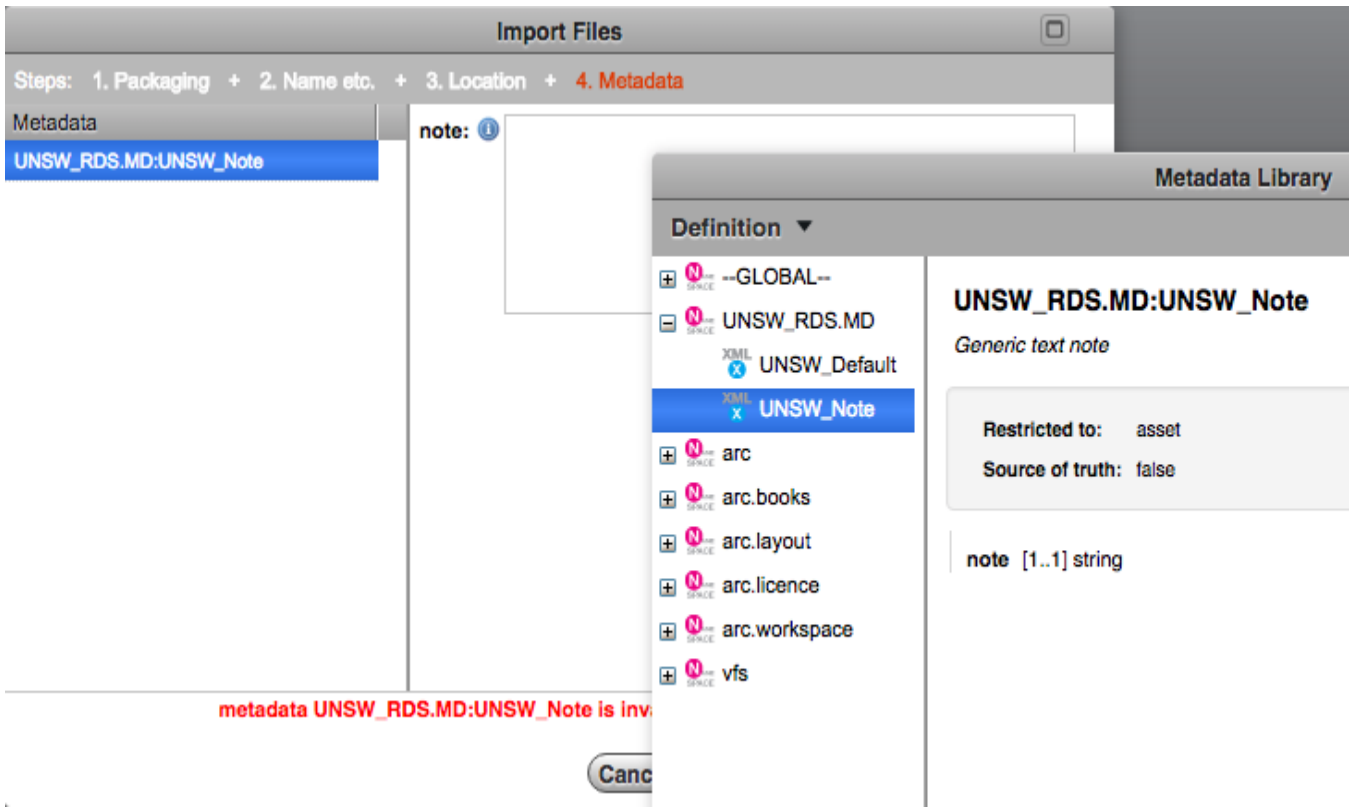 Import Files
Steps: 1. Packaging + 2. Name etc. + 3. Location + 4. Metadata
Metadata
UNSW_RDS.MD:UNSW_Note
note:
metadata UNSW_RDS.MD:UNSW_Note is inv
Canc
Metadata Library
Definition
--GLOBAL--
UNSW_RDS.MD
UNSW_Default
UNSW_Note
arc
arc.books
arc.layout
arc.licence
arc.workspace
vfs
UNSW_RDS.MD:UNSW_Note
Generic text note
Restricted to: asset
Source of truth: false
note [1..1] string